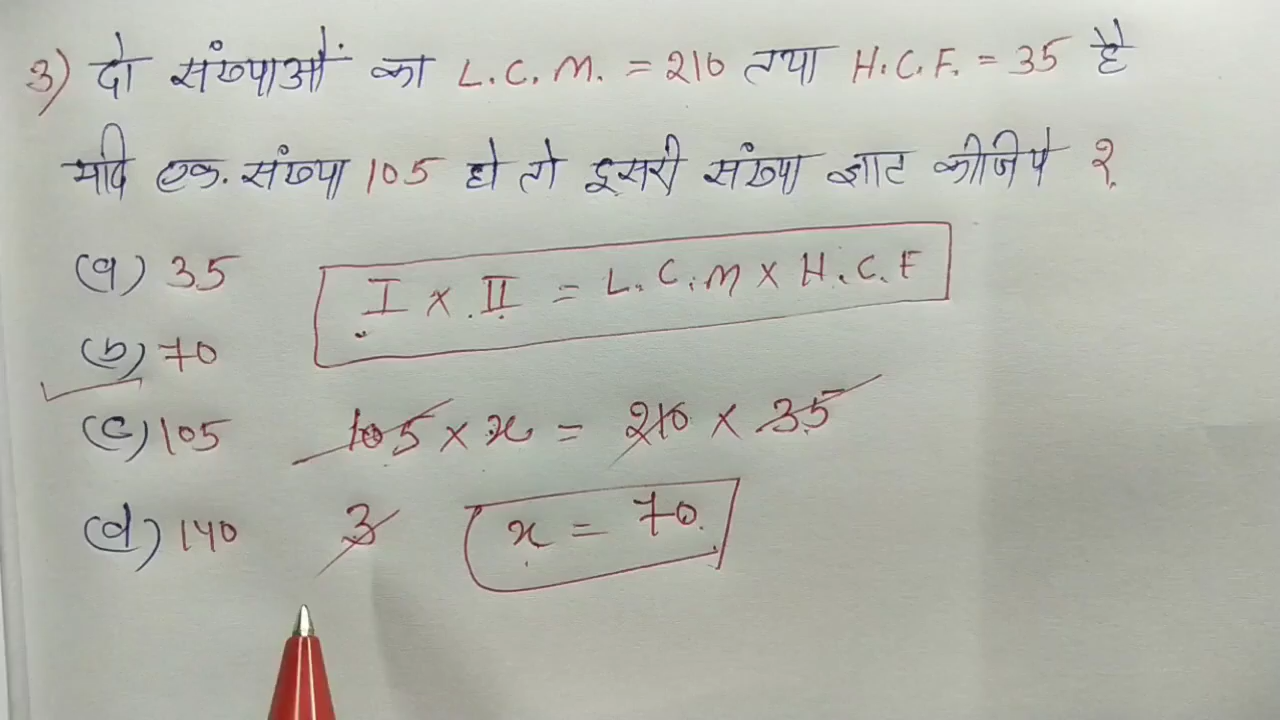 3) दो संख्याओं का L.C.M. = 210 तथा H.C.F. = 35 है
यदि एक. संख्या 105 हो तो दूसरी संख्या ज्ञाट कीजिये ?
(a) 35
I × II = L.C.M × H.C.F
(b) 70
(c) 105
105 × x = 210 × 35
(d) 140
3
x = 70